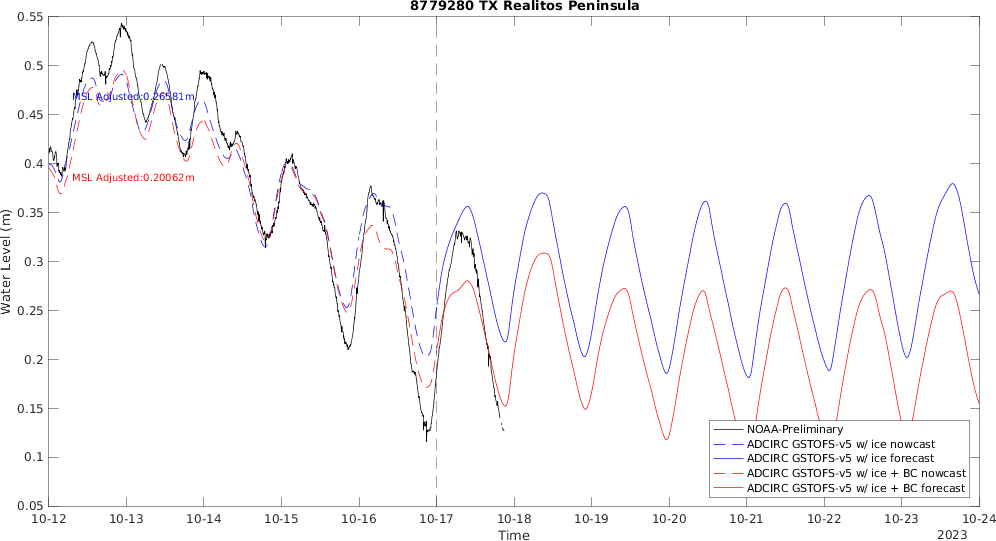 8779280 TX Realitos Peninsula
0.55
0.5
0.45
0.4
0.35
0.3
0.25
0.2
0.15
0.1
0.05
Water Level (m)
MSL Adjusted:0.26581m
MSL Adjusted:0.20062m
NOAA-Preliminary
ADCIRC GSTOFS-v5 w/ ice nowcast
ADCIRC GSTOFS-v5 w/ ice forecast
ADCIRC GSTOFS-v5 w/ ice + BC nowcast
ADCIRC GSTOFS-v5 w/ ice + BC forecast
10-12 10-13 10-14 10-15 10-16 10-17 10-18 10-19 10-20 10-21 10-22 10-23 10-24
Time
2023